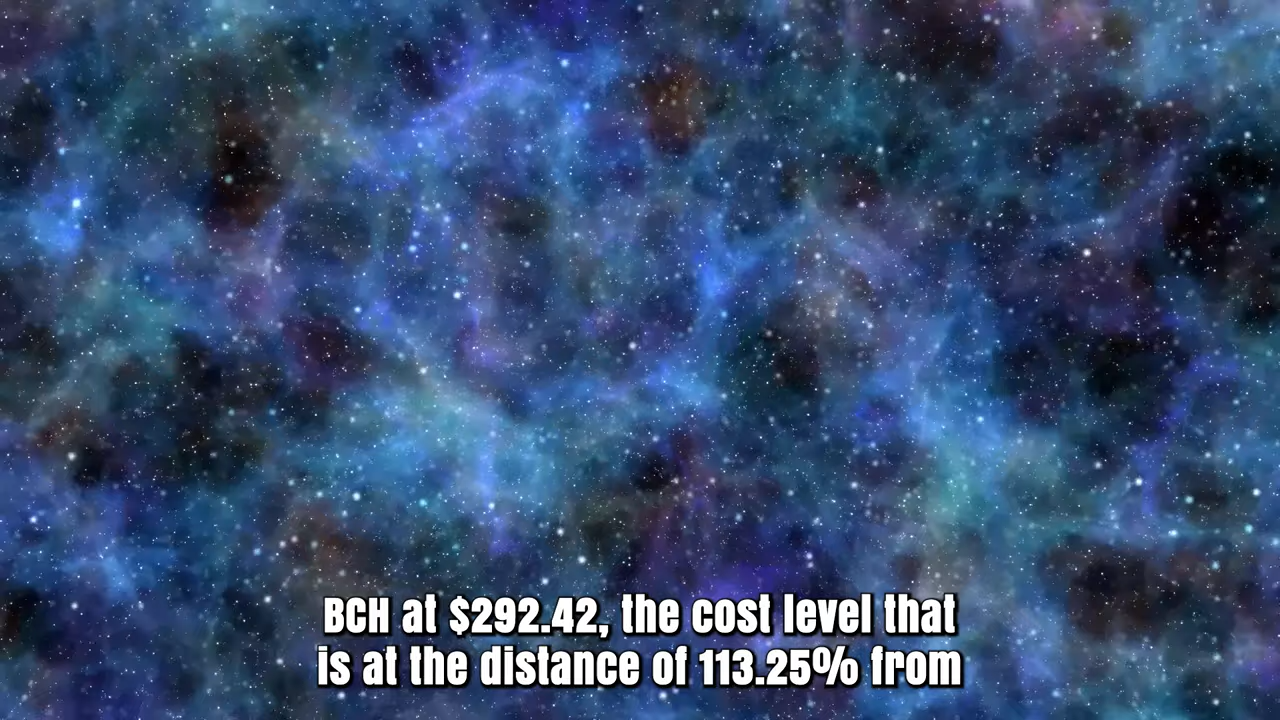 BCH at $292.42, the cost level that
is at the distance of 113.25% from